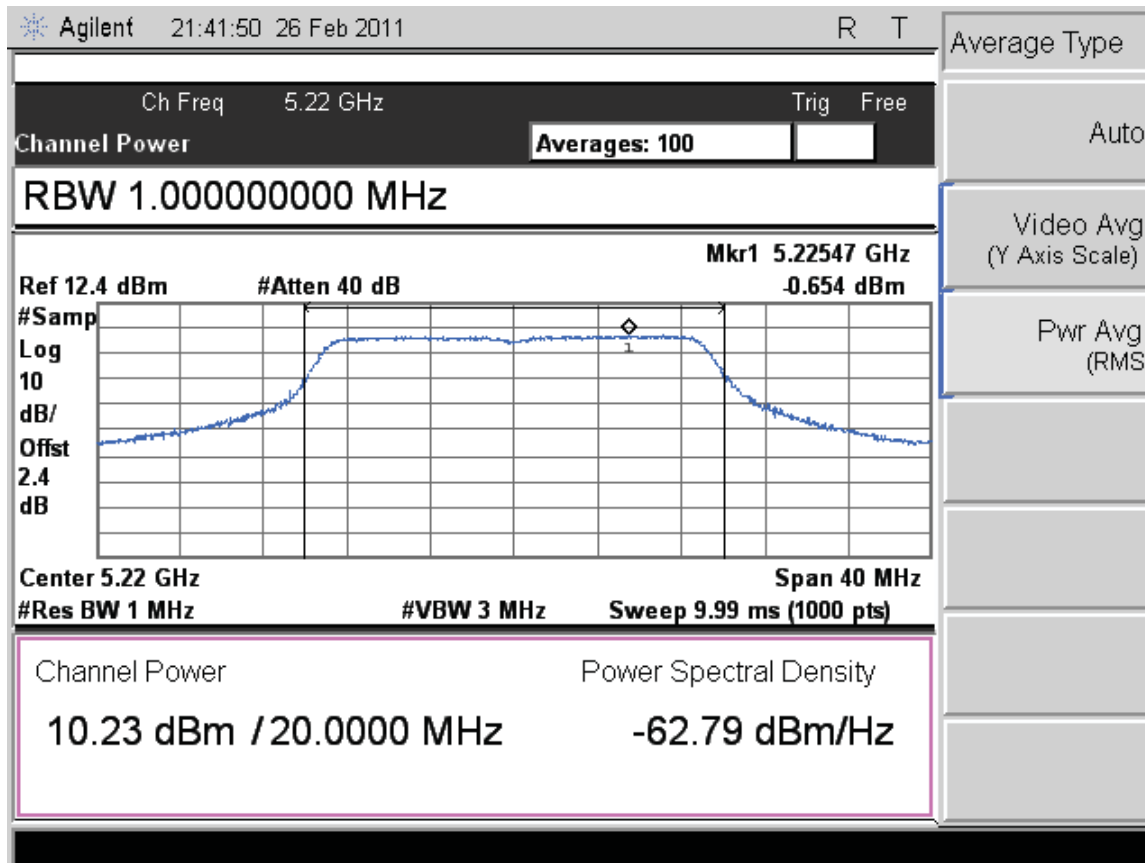 Agilent 21:41:50 26 Feb 2011 R T
Average Type
Ch Freq 5.22 GHz Trig Free
Channel Power Averages: 100
Auto
RBW 1.000000000 MHz
Video Avg
(Y Axis Scale)
Mkr1 5.22547 GHz
Ref 12.4 dBm #Atten 40 dB -0.654 dBm
#Samp
Log
10
dB/
Offst
2.4
dB
1
Pwr Avg
(RMS
Center 5.22 GHz Span 40 MHz
#Res BW 1 MHz #VBW 3 MHz Sweep 9.99 ms (1000 pts)
Channel Power Power Spectral Density
10.23 dBm / 20.0000 MHz -62.79 dBm/Hz